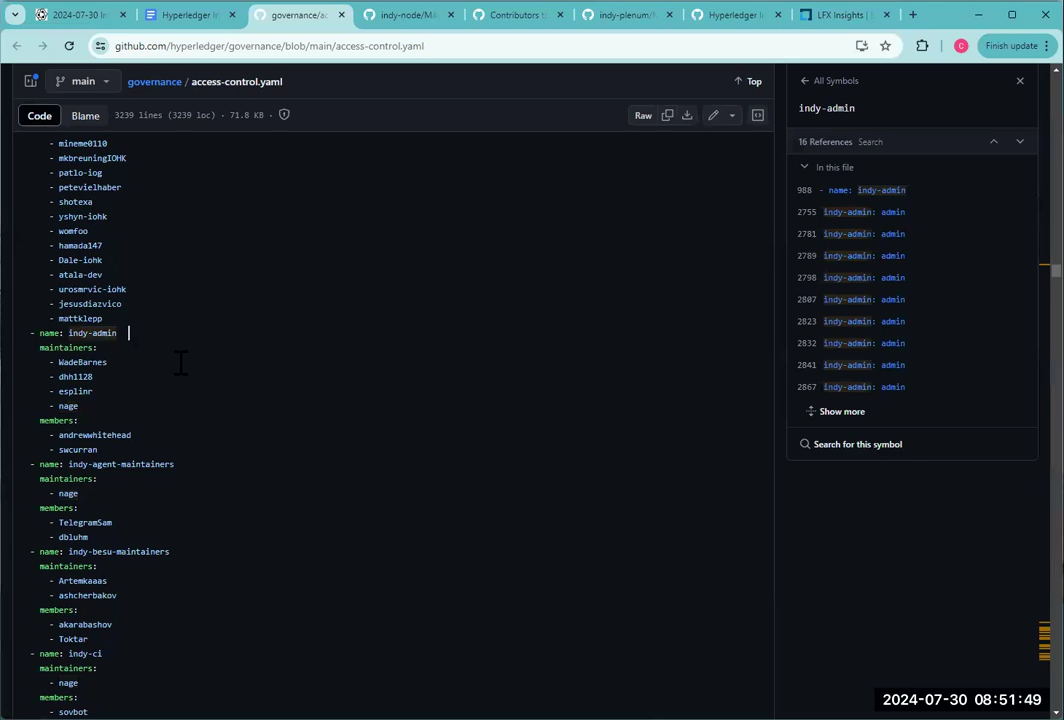 2024-07-30 Ind
Hyperledger In
governance/ac
indy-node/MA
Contributors t
indy-plenum/
Hyperledger In
LFX Insights | E
github.com/hyperledger/governance/blob/main/access-control.yaml
C
Finish update
main
governance / access-control.yaml
Top
Code
Blame
3239 lines (3239 loc) · 71.8 KB
Raw
- mineme0110
- mkbreuningIOHK
- patlo-iog
- petevielhaber
- shotexa
- yshyn-iohk
- womfoo
- hamada147
- Dale-iohk
- atala-dev
- urosmrvic-iohk
- jesusdiazvico
- mattklepp
- name: indy-admin
maintainers:
- WadeBarnes
- dhh1128
- esplinr
- nage
members:
- andrewwhitehead
- swcurran
- name: indy-agent-maintainers
maintainers:
- nage
members:
- TelegramSam
- dbluhm
- name: indy-besu-maintainers
maintainers:
- Artemkaaas
- ashcherbakov
members:
- akarabashov
- Toktar
- name: indy-ci
maintainers:
- nage
members:
- sovbot
All Symbols
indy-admin
16 References Search
In this file
988 - name: indy-admin
2755 indy-admin: admin
2781 indy-admin: admin
2789 indy-admin: admin
2798 indy-admin: admin
2807 indy-admin: admin
2823 indy-admin: admin
2832 indy-admin: admin
2841 indy-admin: admin
2867 indy-admin: admin
Show more
Search for this symbol
2024-07-30 08:51:49